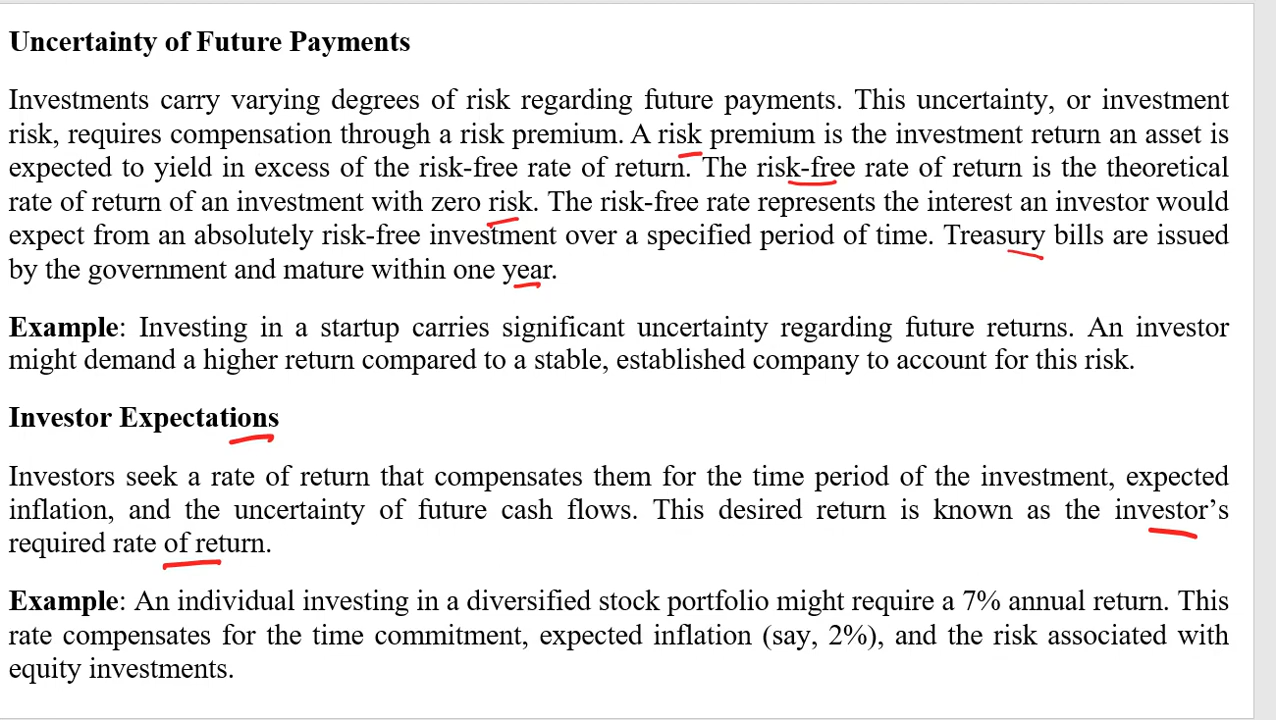 Uncertainty of Future Payments
Investments carry varying degrees of risk regarding future payments. This uncertainty, or investment
risk, requires compensation through a risk premium. A risk premium is the investment return an asset is
expected to yield in excess of the risk-free rate of return. The risk-free rate of return is the theoretical
rate of return of an investment with zero risk. The risk-free rate represents the interest an investor would
expect from an absolutely risk-free investment over a specified period of time. Treasury bills are issued
by the government and mature within one year.
Example: Investing in a startup carries significant uncertainty regarding future returns. An investor
might demand a higher return compared to a stable, established company to account for this risk.
Investor Expectations
Investors seek a rate of return that compensates them for the time period of the investment, expected
inflation, and the uncertainty of future cash flows. This desired return is known as the investor’s
required rate of return.
Example: An individual investing in a diversified stock portfolio might require a 7% annual return. This
rate compensates for the time commitment, expected inflation (say, 2%), and the risk associated with
equity investments.